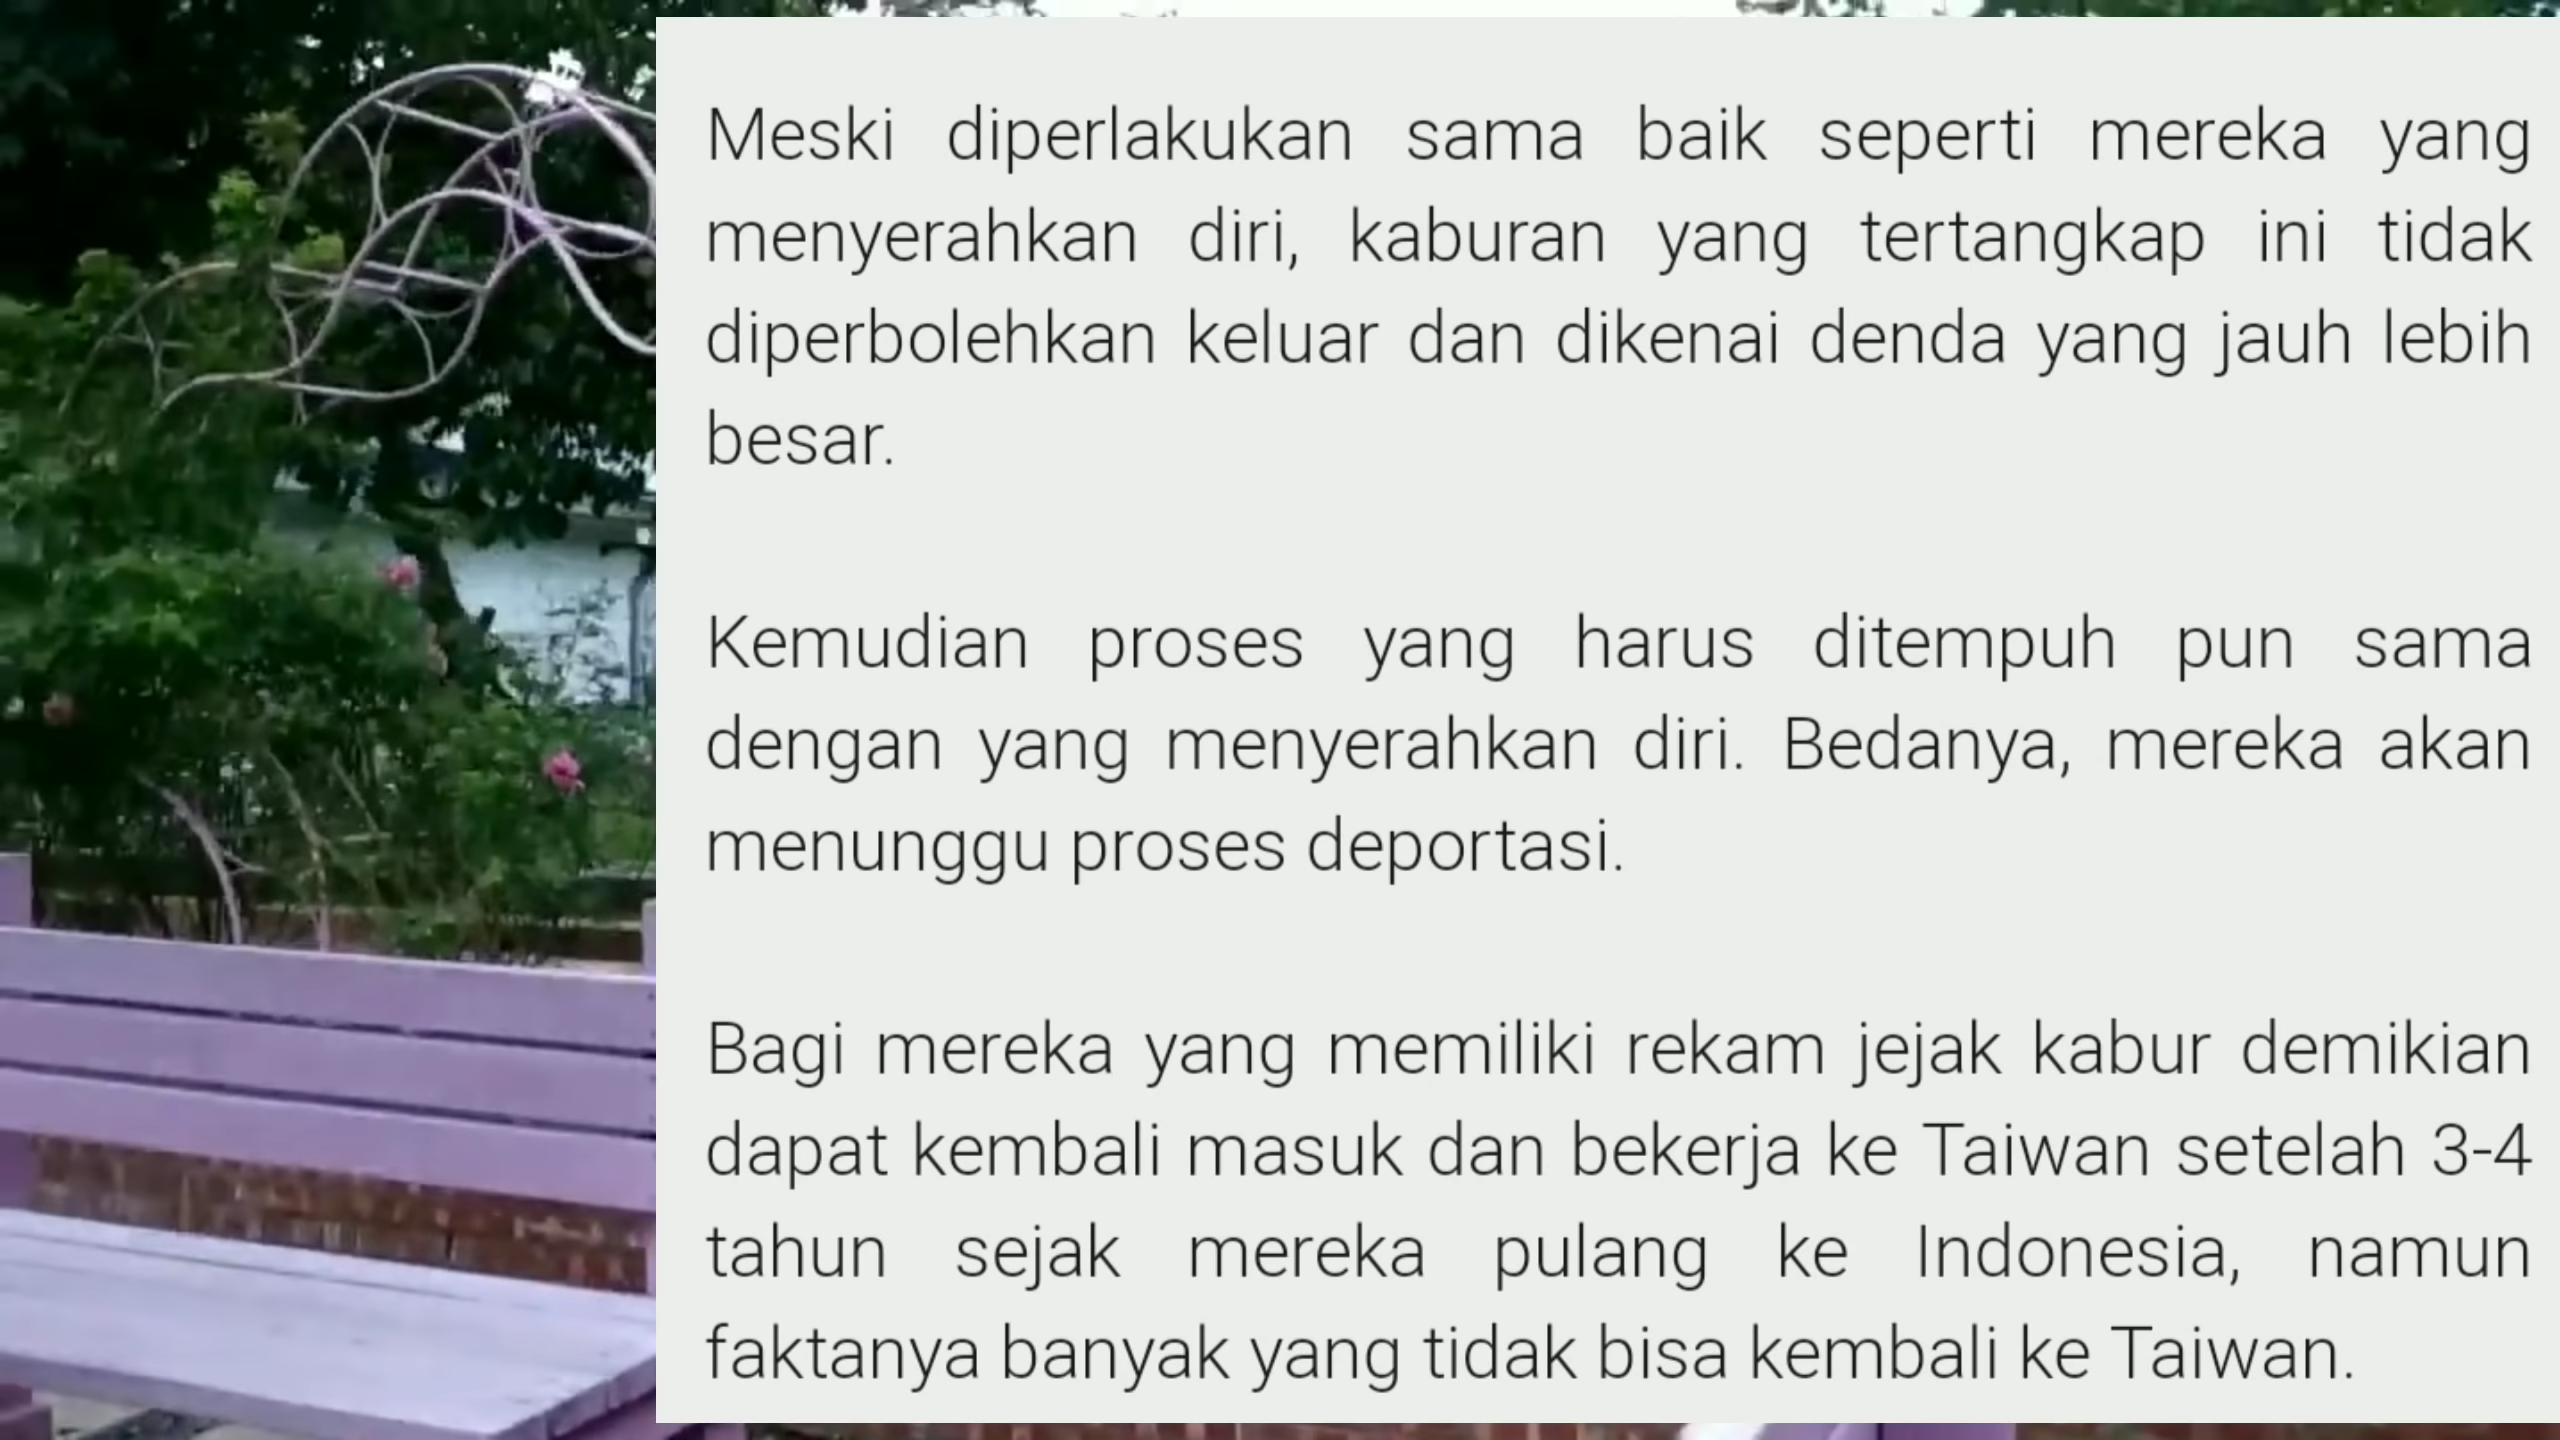 Meski diperlakukan sama baik seperti mereka yang
menyerahkan diri, kaburan yang tertangkap ini tidak
diperbolehkan keluar dan dikenai denda yang jauh lebih
besar.
Kemudian proses yang harus ditempuh pun sama
dengan yang menyerahkan diri. Bedanya, mereka akan
menunggu proses deportasi.
Bagi mereka yang memiliki rekam jejak kabur demikian
dapat kembali masuk dan bekerja ke Taiwan setelah 3-4
tahun sejak mereka pulang ke Indonesia, namun
faktanya banyak yang tidak bisa kembali ke Taiwan.